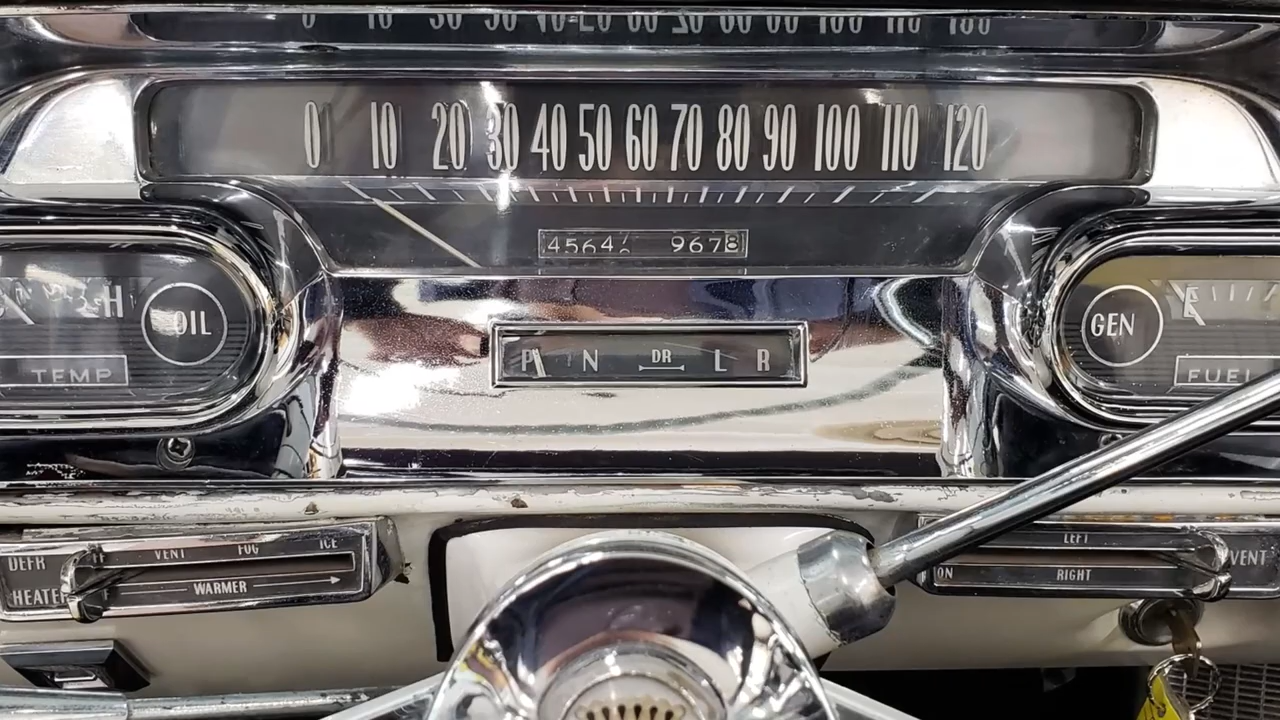 0 10 20 30 40 50 60 70 80 90 100 110 120
4564 9678
OIL
TEMP
H
P N DR L R
GEN
E
FUEL
VENT FOG ICE
DEFR
HEATER
WARMER
LEFT
VENT
ON
RIGHT